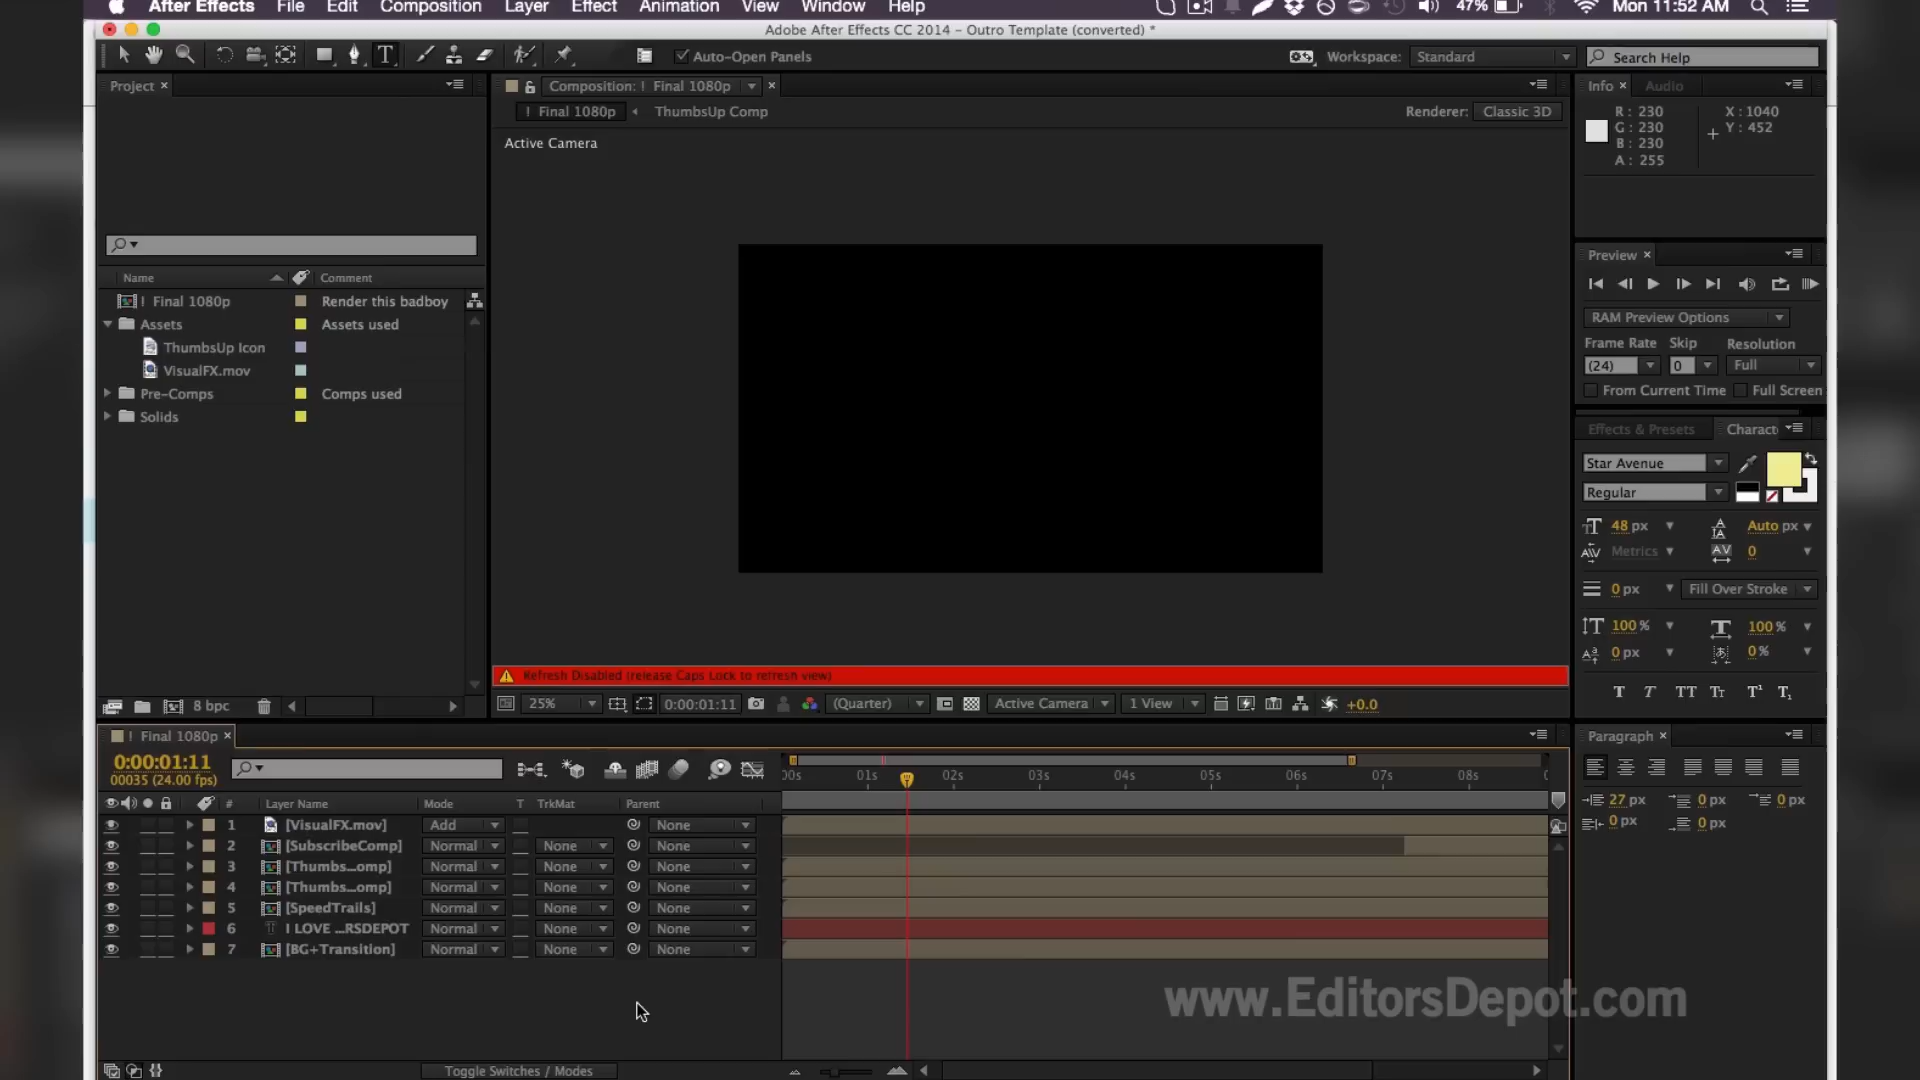 After Effects File Edit Composition Layer Effect Animation View Window Help 47% Mon 11:52 AM
Adobe After Effects CC 2014 - Outro Template (converted) *
Auto-Open Panels Workspace: Standard Search Help
Project Composition: ! Final 1080p Info Audio
! Final 1080p ThumbsUp Comp Renderer: Classic 3D
R: 230 X: 1040
G: 230 Y: 452
B: 230
A: 255
Active Camera
Preview
Name Comment
! Final 1080p Render this badboy
Assets Assets used
RAM Preview Options
ThumbsUp Icon
Frame Rate Skip Resolution
VisualFX.mov
(24) 0 Full
Pre-Comps Comps used
From Current Time Full Screen
Solids
Effects & Presets Charact
Star Avenue
Regular
48 px Auto px
Metrics 0
0 px Fill Over Stroke
100 % 100 %
0 px 0 %
T T TT Tt T¹ T₁
Refresh Disabled (release Caps Lock to refresh view)
8 bpc 25% 0:00:01:11 (Quarter) Active Camera 1 View +0.0
! Final 1080p Paragraph
0:00:01:11
00035 (24.00 fps)
00s 01s 02s 03s 04s 05s 06s 07s 08s
27 px 0 px 0 px
0 px 0 px
# Layer Name Mode T TrkMat Parent
1 [VisualFX.mov] Add None
2 [SubscribeComp] Normal None None
3 [Thumbs...omp] Normal None None
4 [Thumbs...omp] Normal None None
5 [SpeedTrails] Normal None None
6 I LOVE ...RSDEPOT Normal None None
7 [BG+Transition] Normal None None
www.EditorsDepot.com
Toggle Switches / Modes